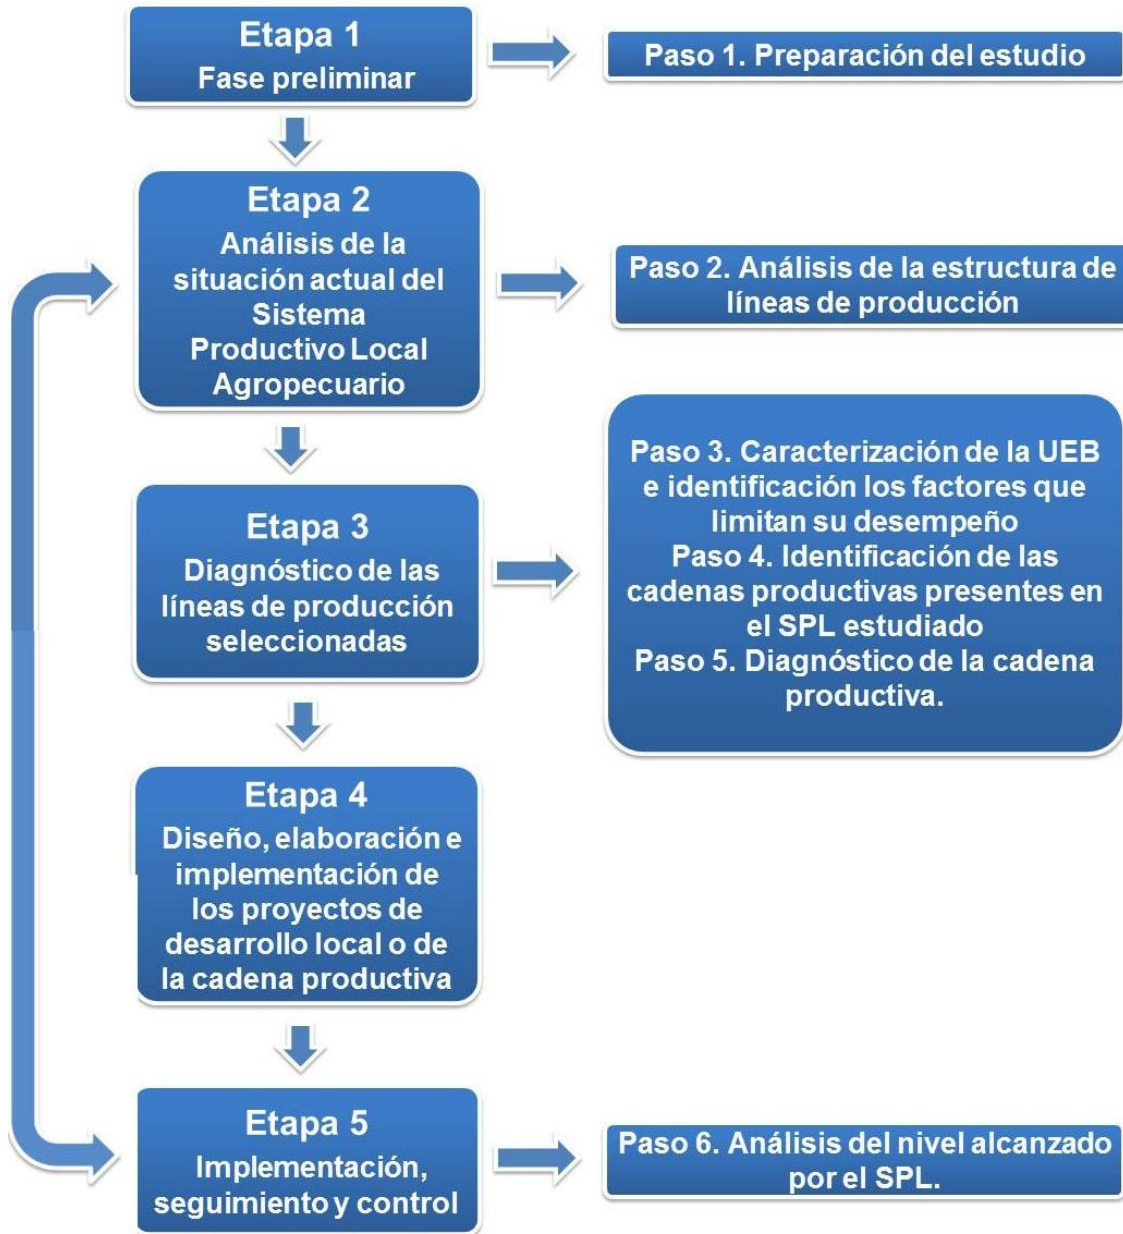 Etapa 1
Fase preliminar
Paso 1. Preparación del estudio
Etapa 2
Análisis de la
situación actual del
Sistema
Productivo Local
Agropecuario
Paso 2. Análisis de la estructura de
líneas de producción
Etapa 3
Diagnóstico de las
líneas de producción
seleccionadas
Paso 3. Caracterización de la UEB
e identificación los factores que
limitan su desempeño
Paso 4. Identificación de las
cadenas productivas presentes en
el SPL estudiado
Paso 5. Diagnóstico de la cadena
productiva.
Etapa 4
Diseño, elaboración e
implementación de
los proyectos de
desarrollo local o de
la cadena productiva
Etapa 5
Implementación,
seguimiento y control
Paso 6. Análisis del nivel alcanzado
por el SPL.